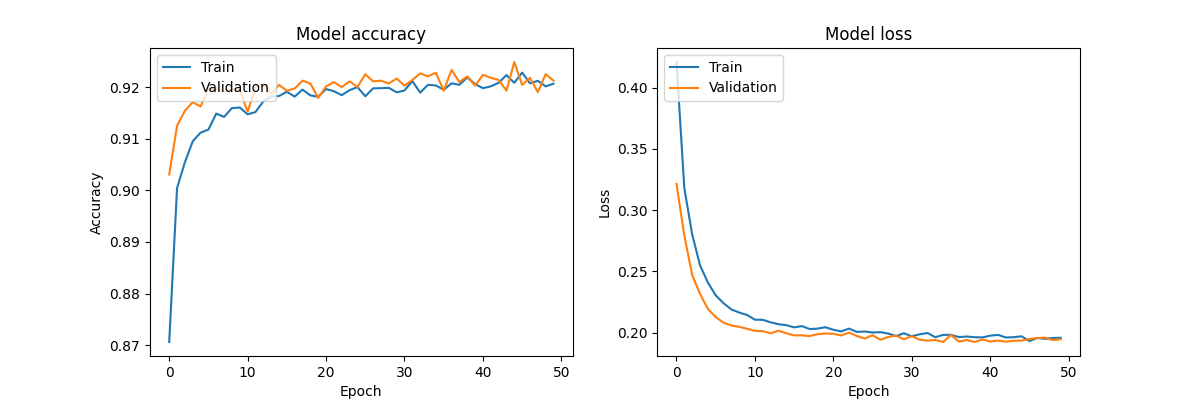 Model accuracy
Train
Validation
0.92
0.91
0.90
0.89
0.88
0.87
Accuracy
0 10 20 30 40 50
Epoch
Model loss
Train
Validation
0.40
0.35
0.30
0.25
0.20
Loss
0 10 20 30 40 50
Epoch